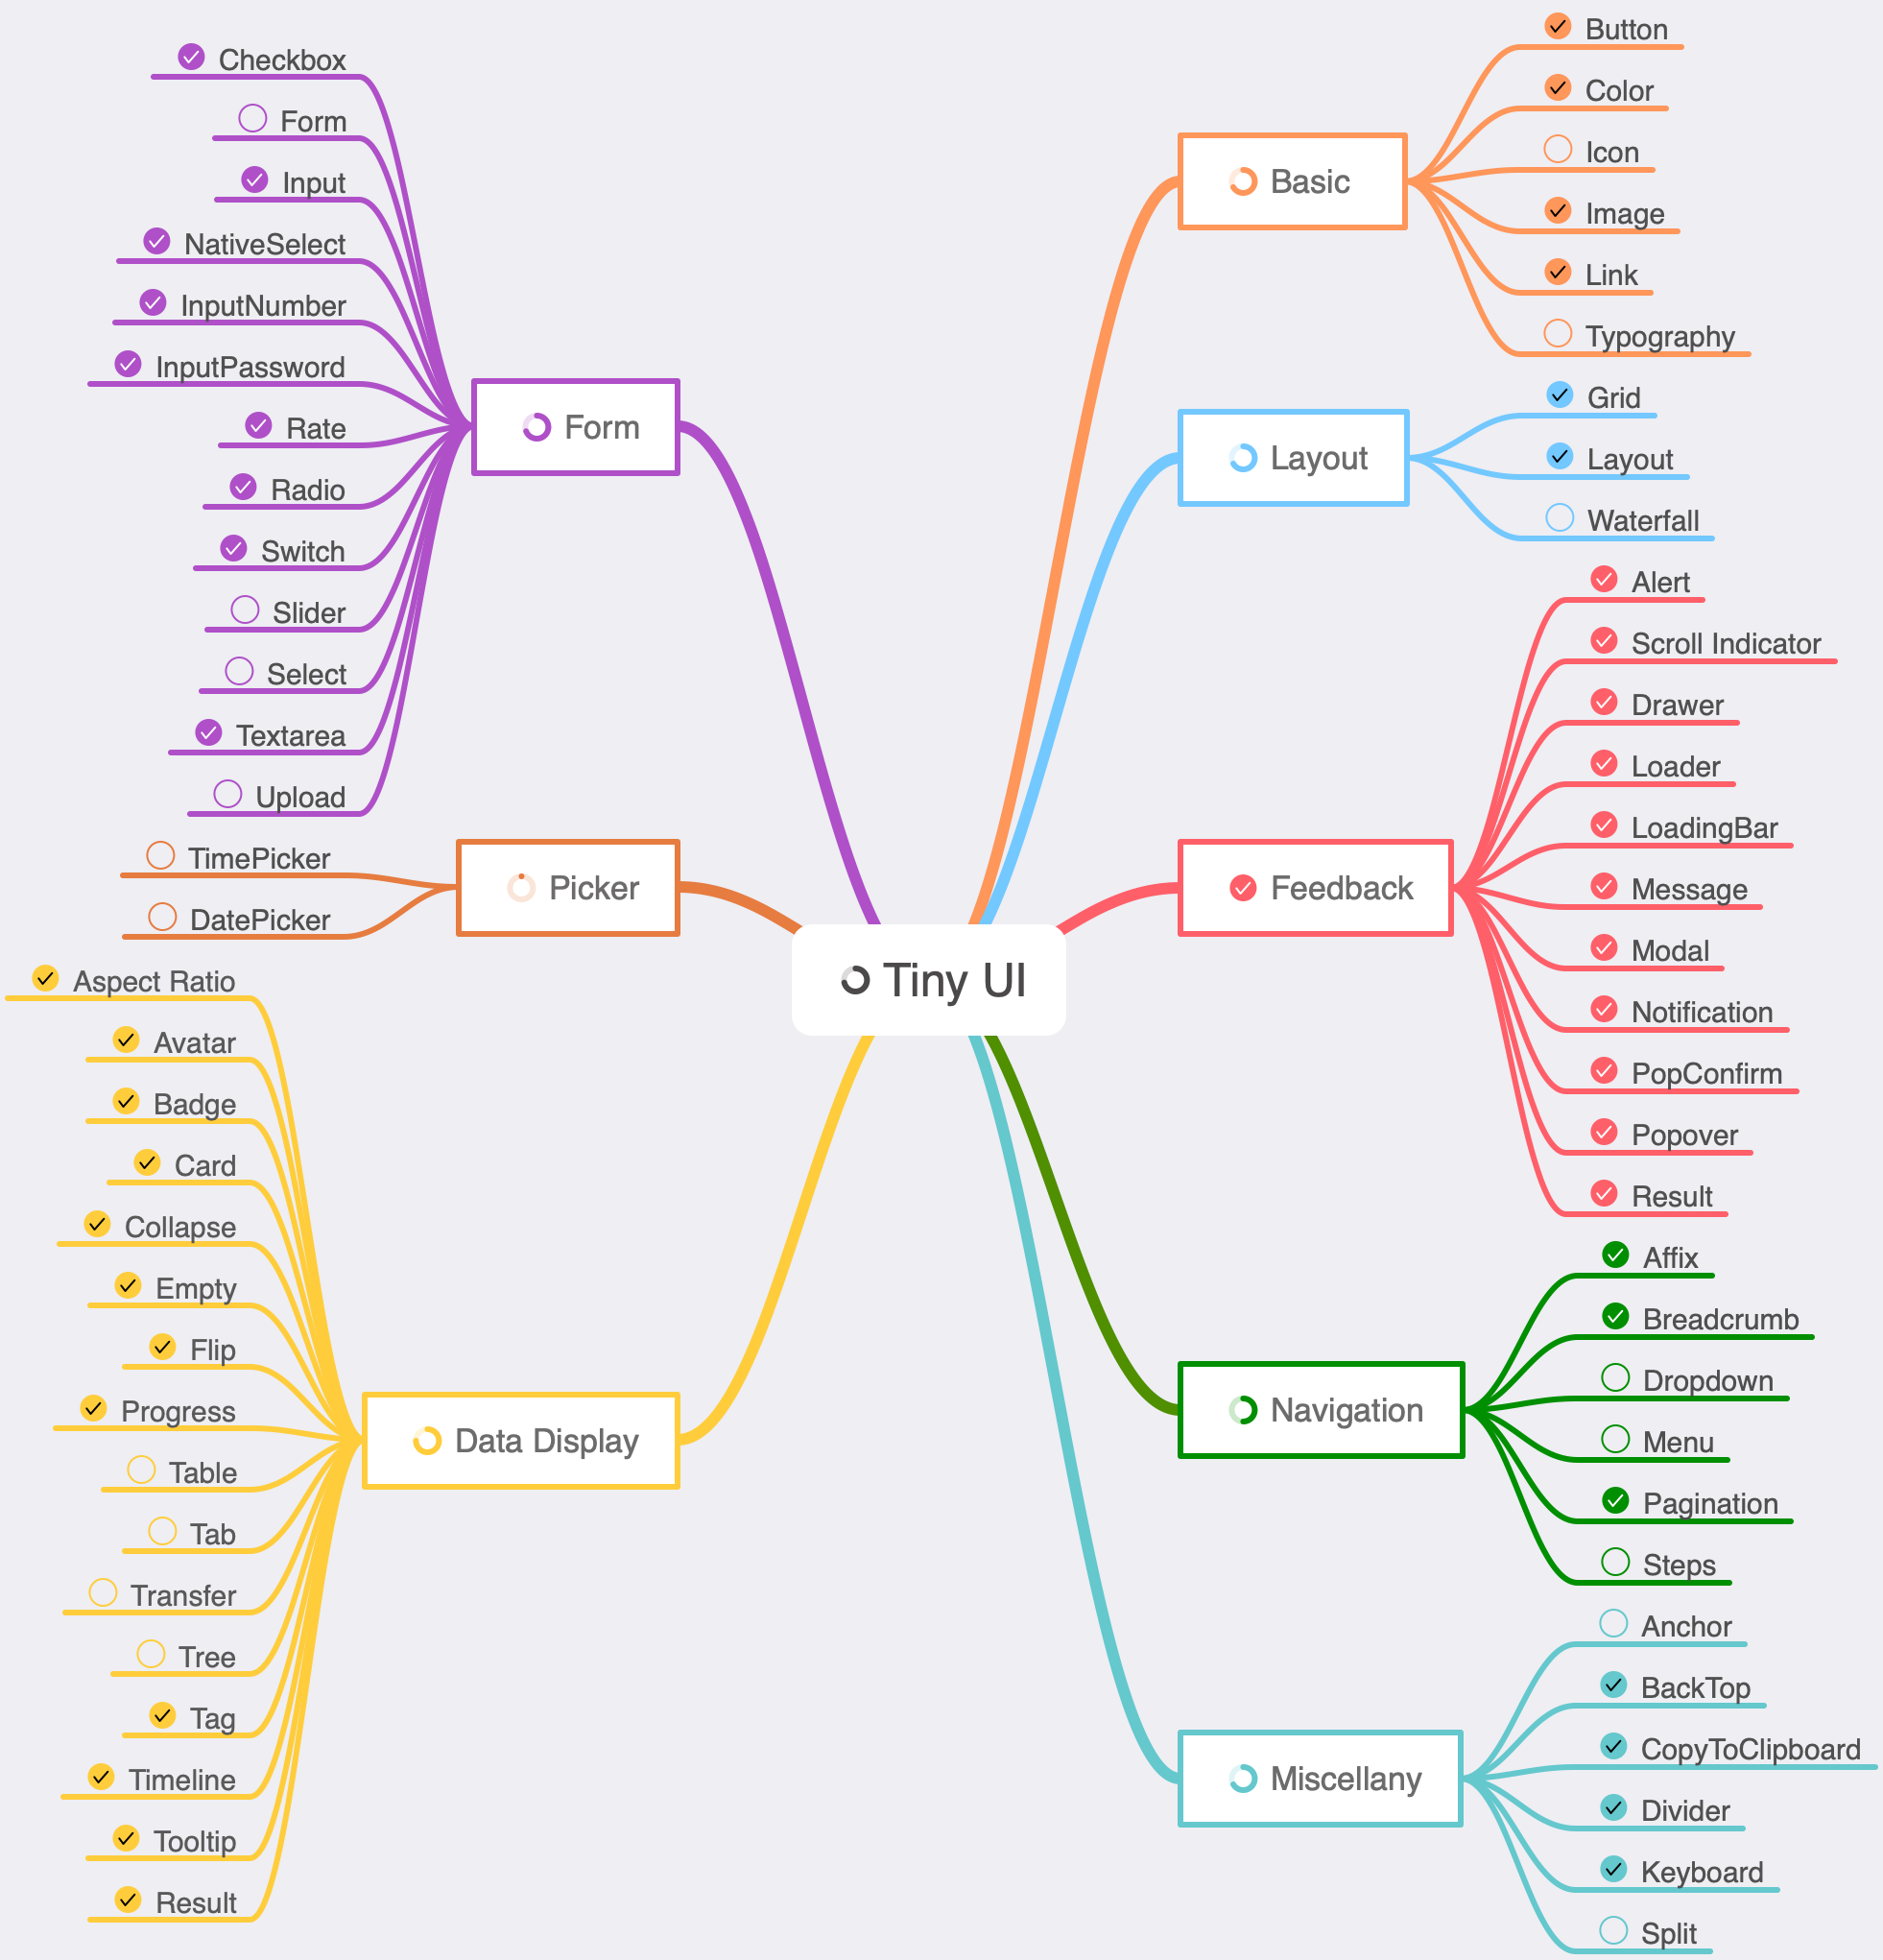 Tiny UI
Basic
Button
Color
Icon
Image
Link
Typography
Layout
Grid
Layout
Waterfall
Feedback
Alert
Scroll Indicator
Drawer
Loader
LoadingBar
Message
Modal
Notification
PopConfirm
Popover
Result
Navigation
Affix
Breadcrumb
Dropdown
Menu
Pagination
Steps
Miscellany
Anchor
BackTop
CopyToClipboard
Divider
Keyboard
Split
Form
Checkbox
Form
Input
NativeSelect
InputNumber
InputPassword
Rate
Radio
Switch
Slider
Select
Textarea
Upload
Picker
TimePicker
DatePicker
Data Display
Aspect Ratio
Avatar
Badge
Card
Collapse
Empty
Flip
Progress
Table
Tab
Transfer
Tree
Tag
Timeline
Tooltip
Result